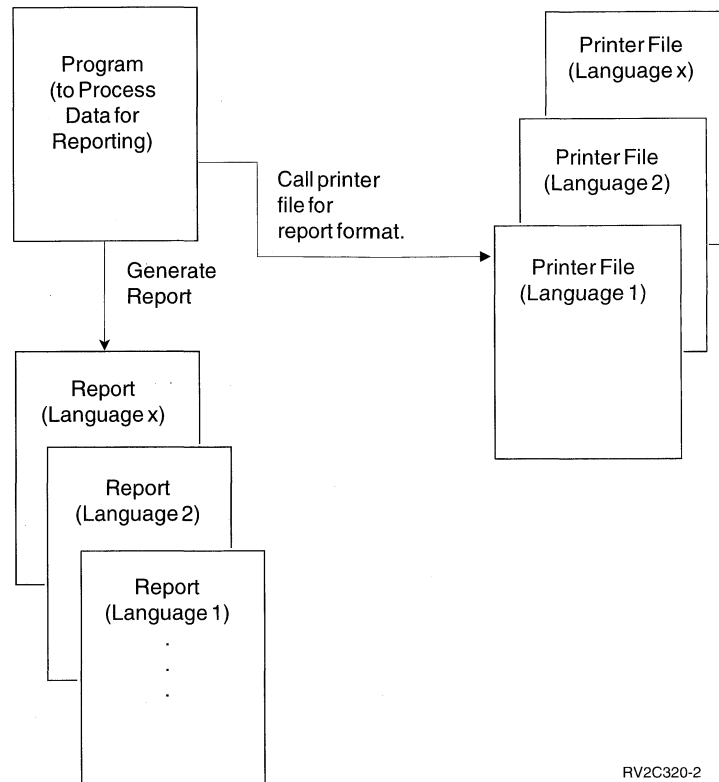 Program
(to Process
Data for
Reporting)
Printer File
(Language x)
Printer File
(Language 2)
Printer File
(Language 1)
Call printer
file for
report format.
Generate
Report
Report
(Language x)
Report
(Language 2)
Report
(Language 1)
.
.
.
RV2C320-2